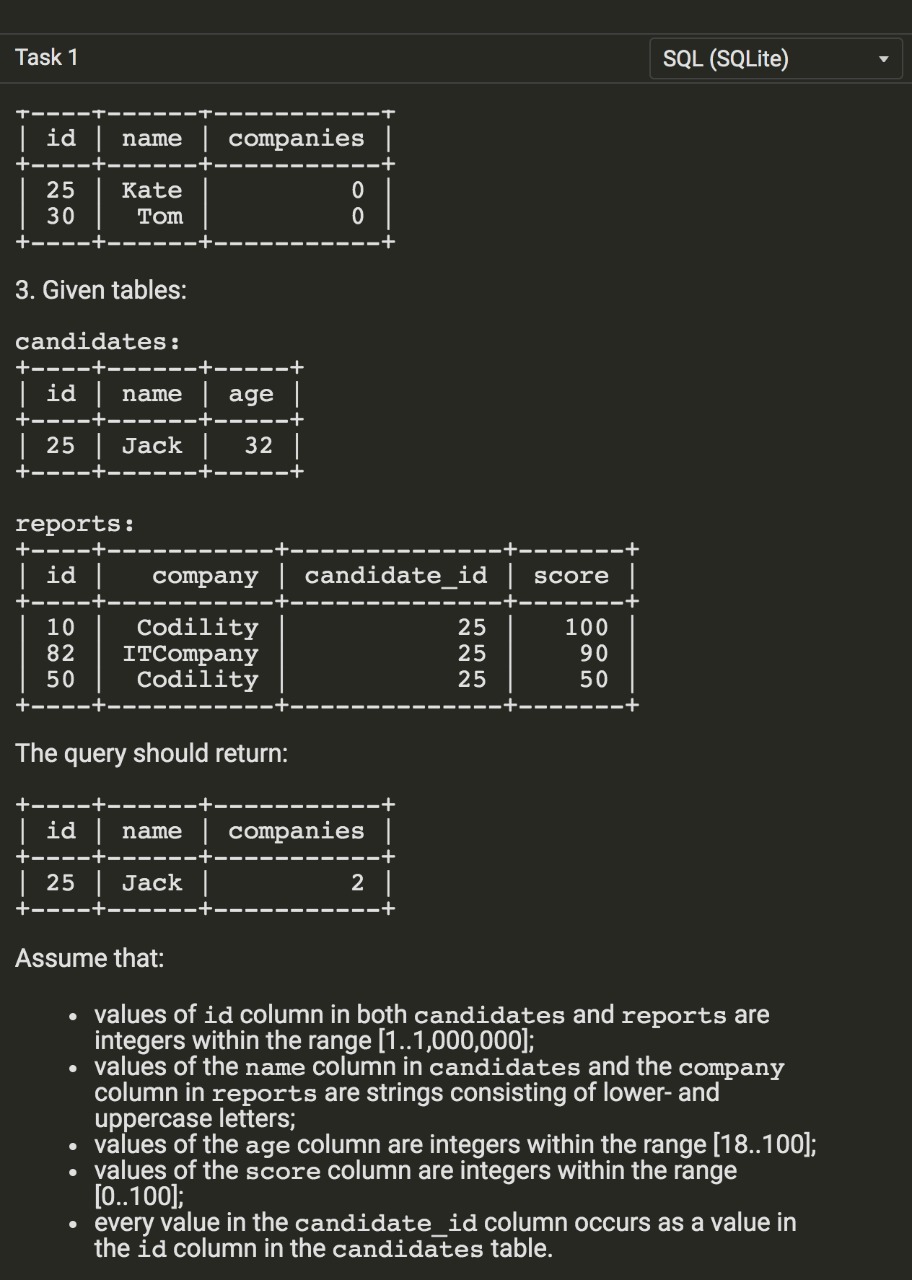 Task 1
SQL (SQLite)
+----+------+-----------+
| id | name | companies |
+----+------+-----------+
| 25 | Kate |         0 |
| 30 |  Tom |         0 |
+----+------+-----------+
3. Given tables:
candidates:
+----+------+-----+
| id | name | age |
+----+------+-----+
| 25 | Jack |  32 |
+----+------+-----+
reports:
+----+-----------+--------------+-------+
| id |   company | candidate_id | score |
+----+-----------+--------------+-------+
| 10 |  Codility |           25 |   100 |
| 82 | ITCompany |           25 |    90 |
| 50 |  Codility |           25 |    50 |
+----+-----------+--------------+-------+
The query should return:
+----+------+-----------+
| id | name | companies |
+----+------+-----------+
| 25 | Jack |         2 |
+----+------+-----------+
Assume that:
• values of id column in both candidates and reports are
integers within the range [1..1,000,000];
• values of the name column in candidates and the company
column in reports are strings consisting of lower- and
uppercase letters;
• values of the age column are integers within the range [18..100];
• values of the score column are integers within the range
[0..100];
• every value in the candidate_id column occurs as a value in
the id column in the candidates table.